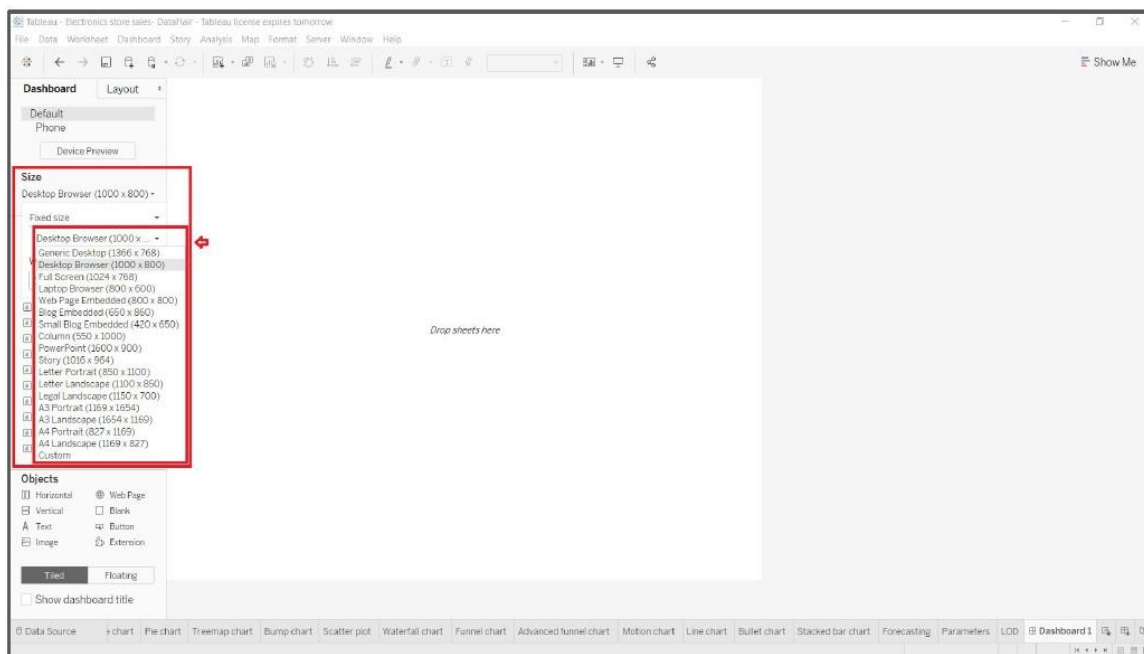 Tableau - Electronics store sales- DataFlair - Tableau license expires tomorrow
File Data Worksheet Dashboard Story Analysis Map Format Server Window Help
Show Me
Dashboard Layout
Default
Phone
Device Preview
Size
Desktop Browser (1000 x 800)
Fixed size
Desktop Browser (1000 x ...
Generic Desktop (1366 x 768)
Desktop Browser (1000 x 800)
Full Screen (1024 x 768)
Laptop Browser (800 x 600)
Web Page Embedded (800 x 800)
Blog Embedded (650 x 860)
Small Blog Embedded (420 x 650)
Column (550 x 1000)
PowerPoint (1600 x 900)
Story (1016 x 964)
Letter Portrait (850 x 1100)
Letter Landscape (1100 x 850)
Legal Landscape (1150 x 700)
A3 Portrait (1169 x 1654)
A3 Landscape (1654 x 1169)
A4 Portrait (827 x 1169)
A4 Landscape (1169 x 827)
Custom
Drop sheets here
Objects
Horizontal Web Page
Vertical Blank
A Text Button
Image Extension
Tiled Floating
Show dashboard title
Data Source chart Pie chart Treemap chart Bump chart Scatter plot Waterfall chart Funnel chart Advanced funnel chart Motion chart Line chart Bullet chart Stacked bar chart Forecasting Parameters LOD Dashboard 1